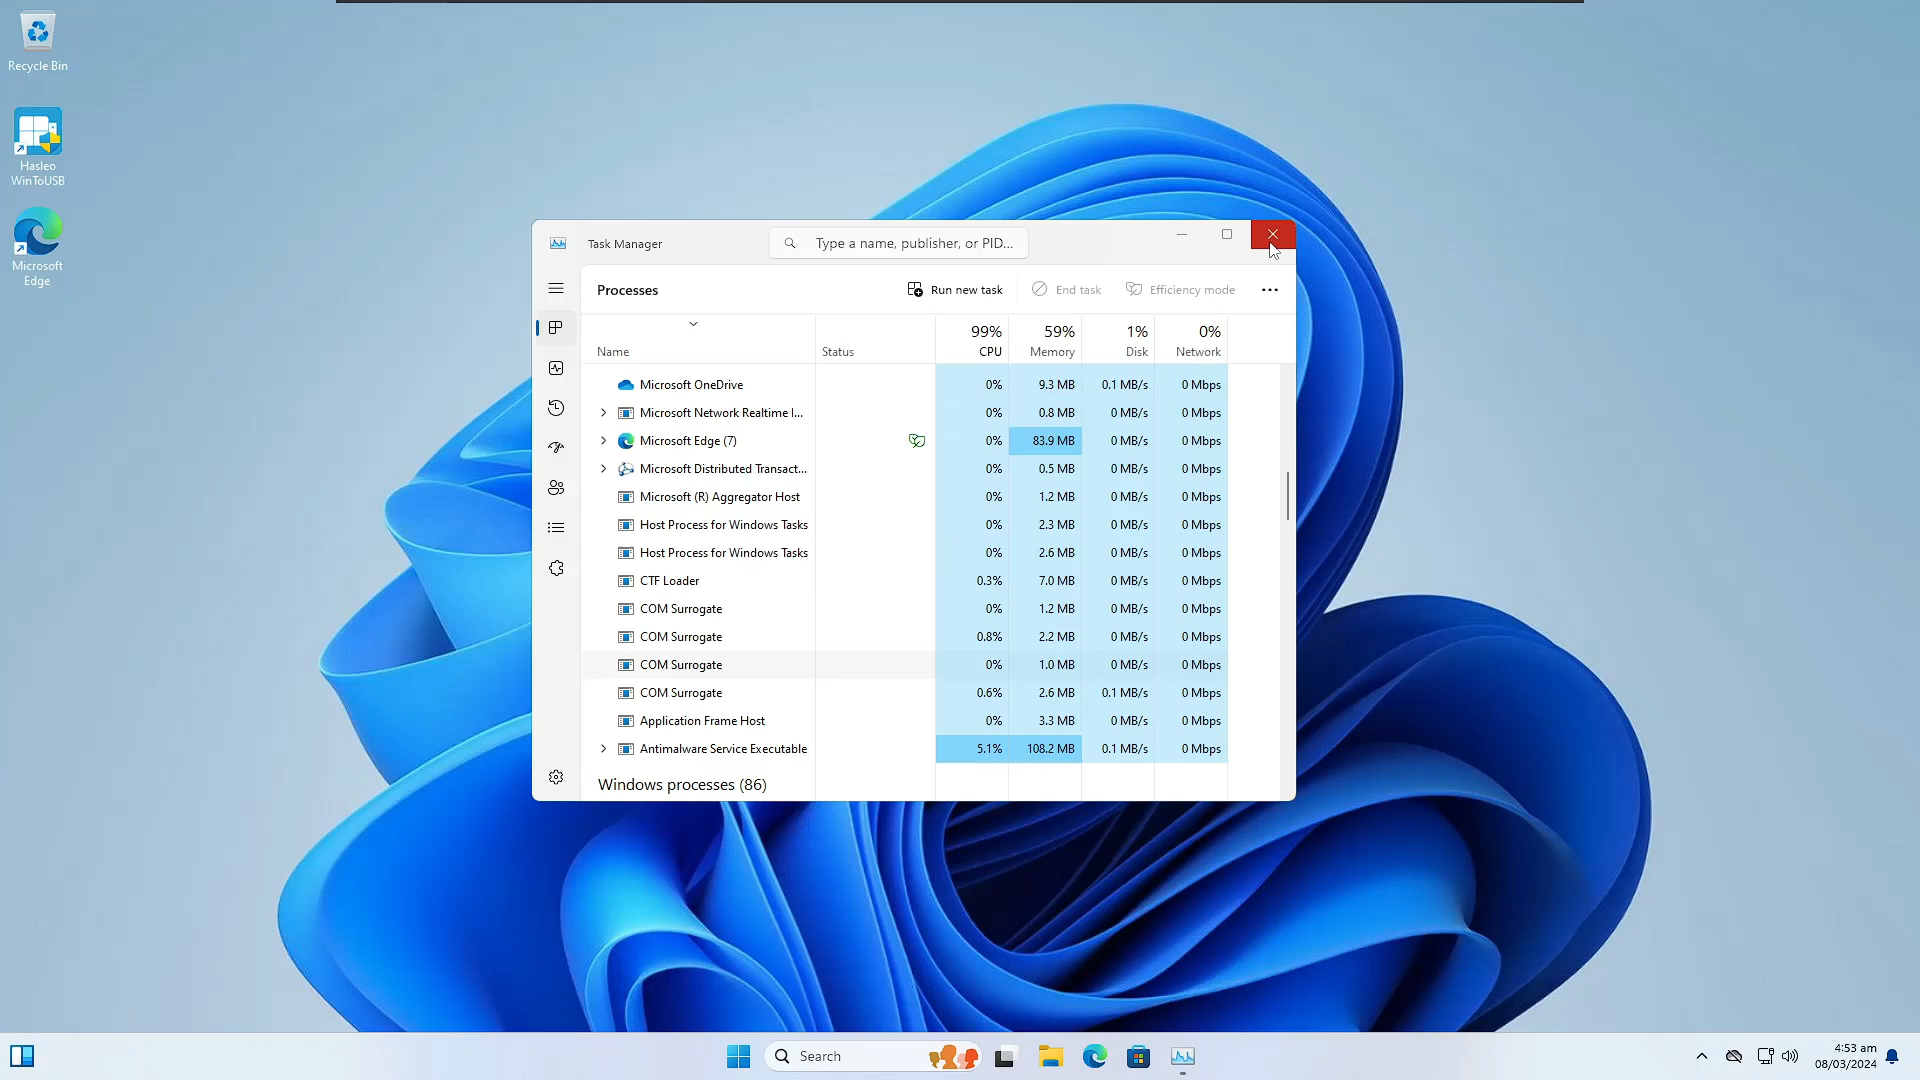 Recycle Bin
Hasleo
WinToUSB
Microsoft
Edge
Task Manager
Type a name, publisher, or PID...
Processes
Run new task
End task
Efficiency mode
Name
Status
99%
CPU
59%
Memory
1%
Disk
0%
Network
Microsoft OneDrive 0% 9.3 MB 0.1 MB/s 0 Mbps
Microsoft Network Realtime I... 0% 0.8 MB 0 MB/s 0 Mbps
Microsoft Edge (7) 0% 83.9 MB 0 MB/s 0 Mbps
Microsoft Distributed Transact... 0% 0.5 MB 0 MB/s 0 Mbps
Microsoft (R) Aggregator Host 0% 1.2 MB 0 MB/s 0 Mbps
Host Process for Windows Tasks 0% 2.3 MB 0 MB/s 0 Mbps
Host Process for Windows Tasks 0% 2.6 MB 0 MB/s 0 Mbps
CTF Loader 0.3% 7.0 MB 0 MB/s 0 Mbps
COM Surrogate 0% 1.2 MB 0 MB/s 0 Mbps
COM Surrogate 0.8% 2.2 MB 0 MB/s 0 Mbps
COM Surrogate 0% 1.0 MB 0 MB/s 0 Mbps
COM Surrogate 0.6% 2.6 MB 0.1 MB/s 0 Mbps
Application Frame Host 0% 3.3 MB 0 MB/s 0 Mbps
Antimalware Service Executable 5.1% 108.2 MB 0.1 MB/s 0 Mbps
Windows processes (86)
Search
4:53 am
08/03/2024